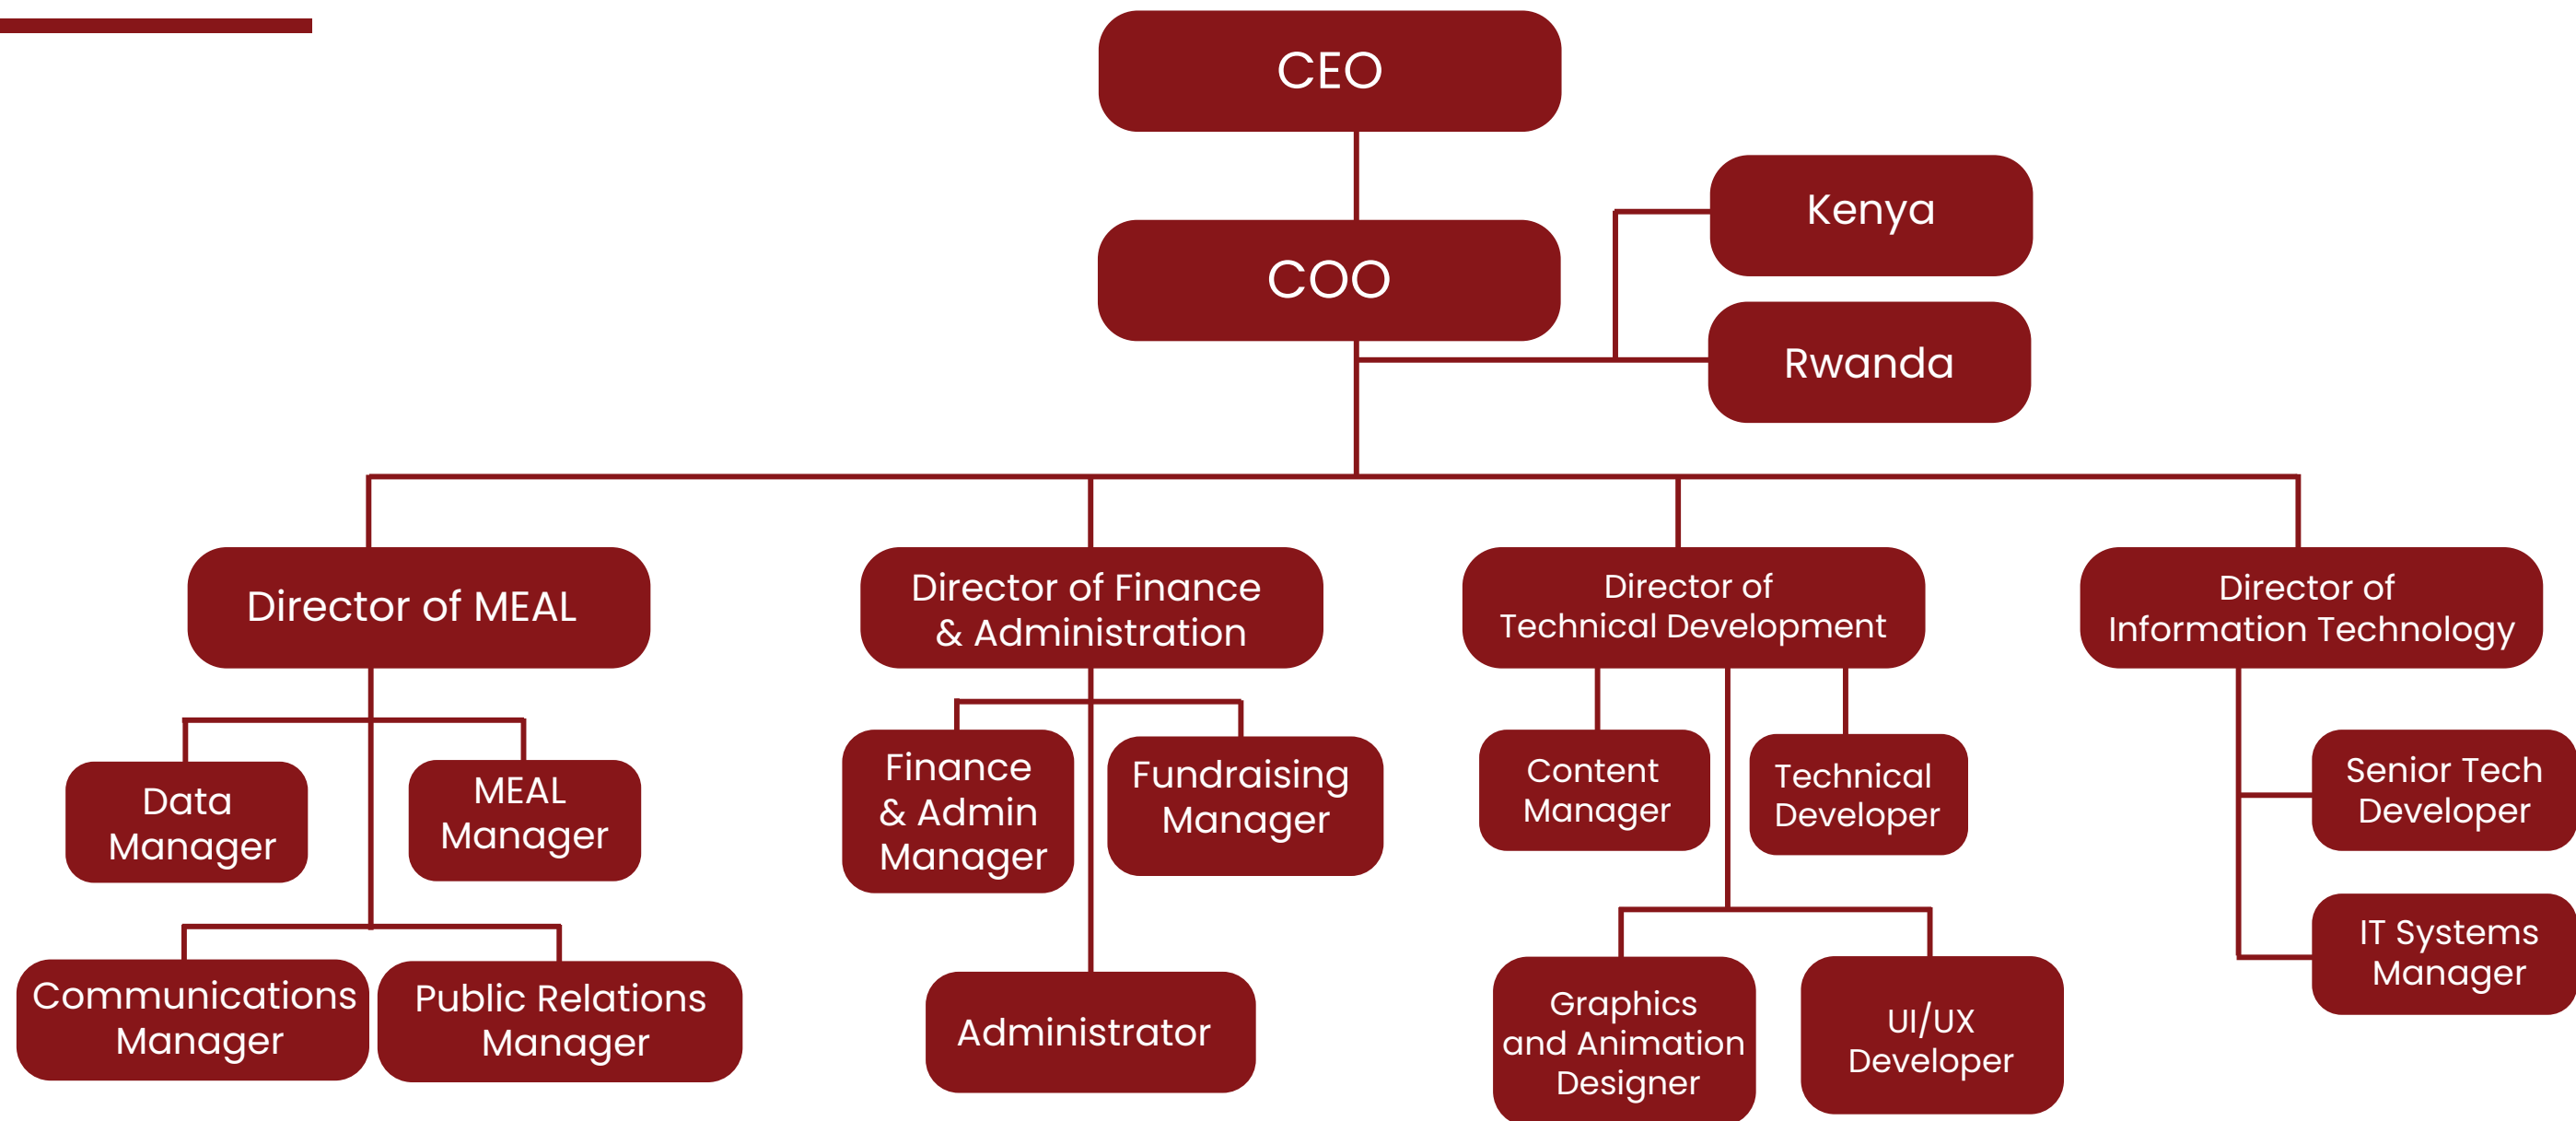 CEO
Kenya
COO
Rwanda
Director of MEAL
Director of Finance
& Administration
Director of
Technical Development
Director of
Information Technology
Data
Manager
MEAL
Manager
Finance
& Admin
Manager
Fundraising
Manager
Content
Manager
Technical
Developer
Senior Tech
Developer
Communications
Manager
Public Relations
Manager
Administrator
Graphics
and Animation
Designer
UI/UX
Developer
IT Systems
Manager